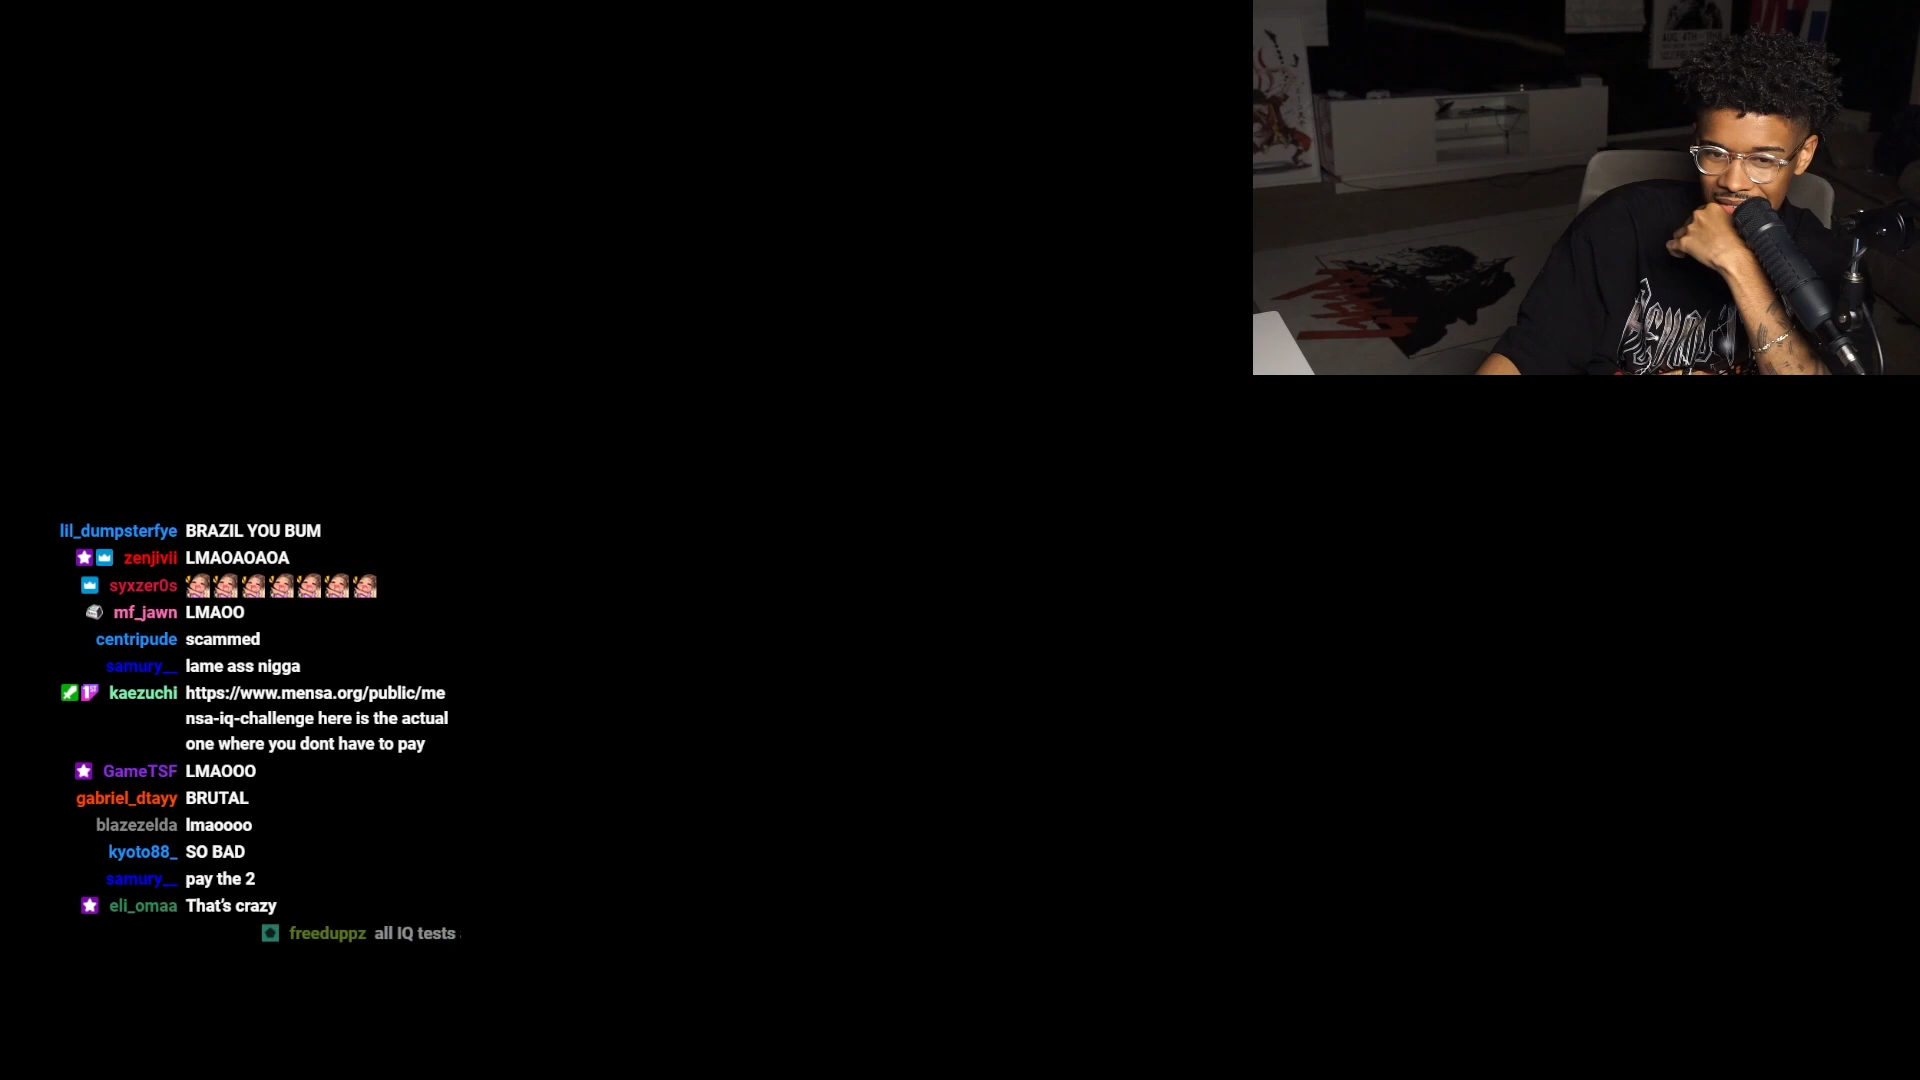 AUG 4TH
lil_dumpsterfye BRAZIL YOU BUM
zenjivii LMAOAOAOA
syxzer0s
mf_jawn LMAOO
centripude scammed
samury__ lame ass nigga
kaezuchi https://www.mensa.org/public/me
nsa-iq-challenge here is the actual
one where you dont have to pay
GameTSF LMAOOO
gabriel_dtayy BRUTAL
blazezelda lmaoooo
kyoto88_ SO BAD
samury__ pay the 2
eli_omaa That's crazy
freeduppz all IQ tests